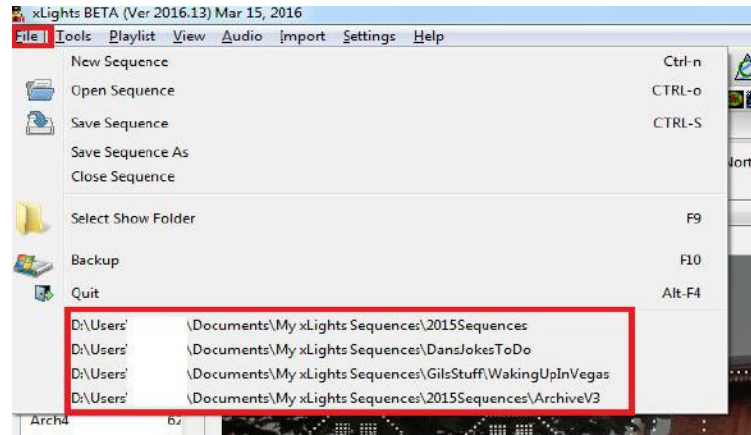 xLights BETA (Ver 2016.13) Mar 15, 2016
File Tools Playlist View Audio Import Settings Help
New Sequence Ctrl-n
Open Sequence CTRL-o
Save Sequence CTRL-S
Save Sequence As
Close Sequence
Select Show Folder F9
Backup F10
Quit Alt-F4
D:\Users' \Documents\My xLights Sequences\2015Sequences
D:\Users' \Documents\My xLights Sequences\DansJokesToDo
D:\Users' \Documents\My xLights Sequences\GilsStuff\WakingUpInVegas
D:\Users' \Documents\My xLights Sequences\2015Sequences\ArchiveV3
Arch4